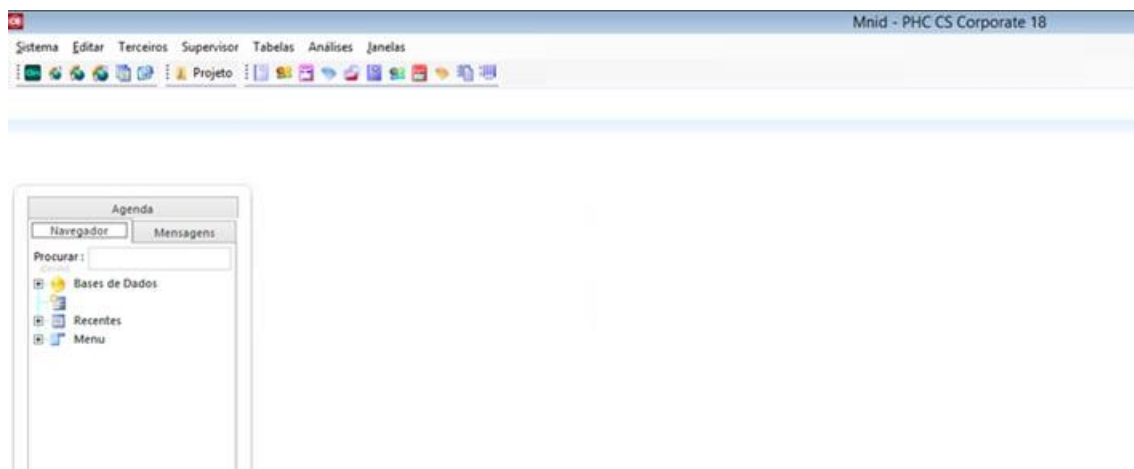 Mnid - PHC CS Corporate 18
Sistema Editar Terceiros Supervisor Tabelas Análises Janelas
Projeto
Agenda
Navegador Mensagens
Procurar :
Bases de Dados
Recentes
Menu